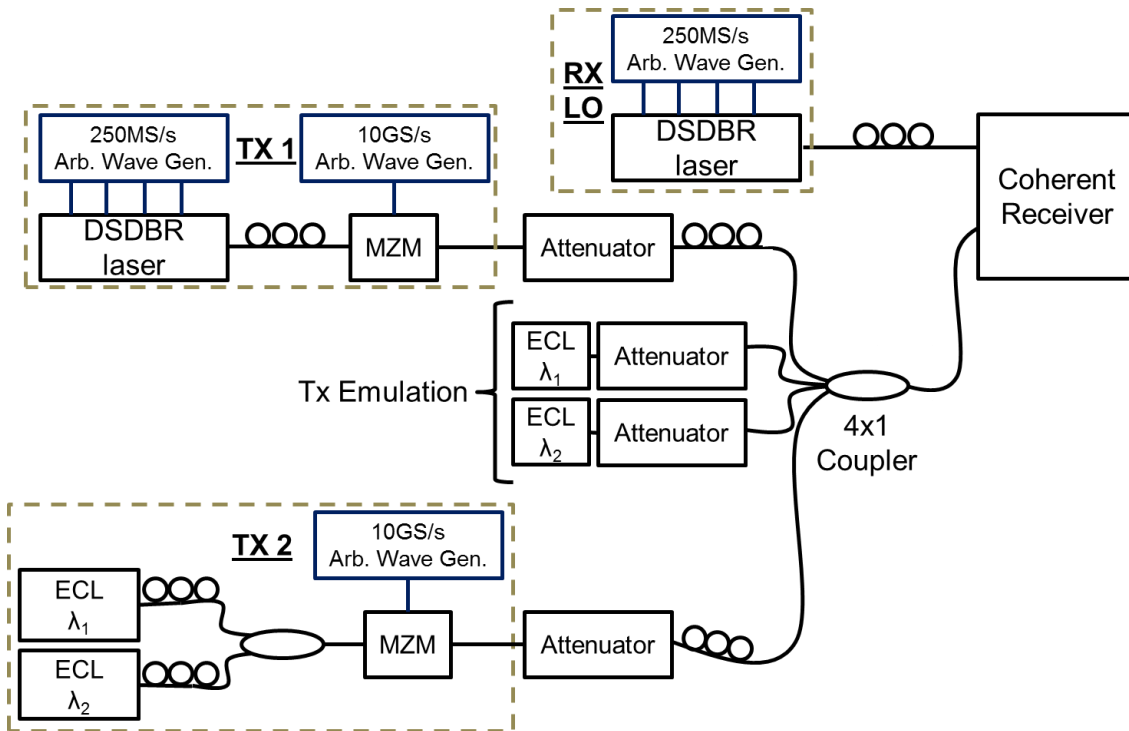 250MS/s
Arb. Wave Gen.
RX
LO
DSDBR
laser
250MS/s
Arb. Wave Gen.
TX 1
10GS/s
Arb. Wave Gen.
DSDBR
laser
MZM
Attenuator
Coherent
Receiver
Tx Emulation
ECL
λ1
Attenuator
ECL
λ2
Attenuator
4x1
Coupler
TX 2
10GS/s
Arb. Wave Gen.
ECL
λ1
ECL
λ2
MZM
Attenuator